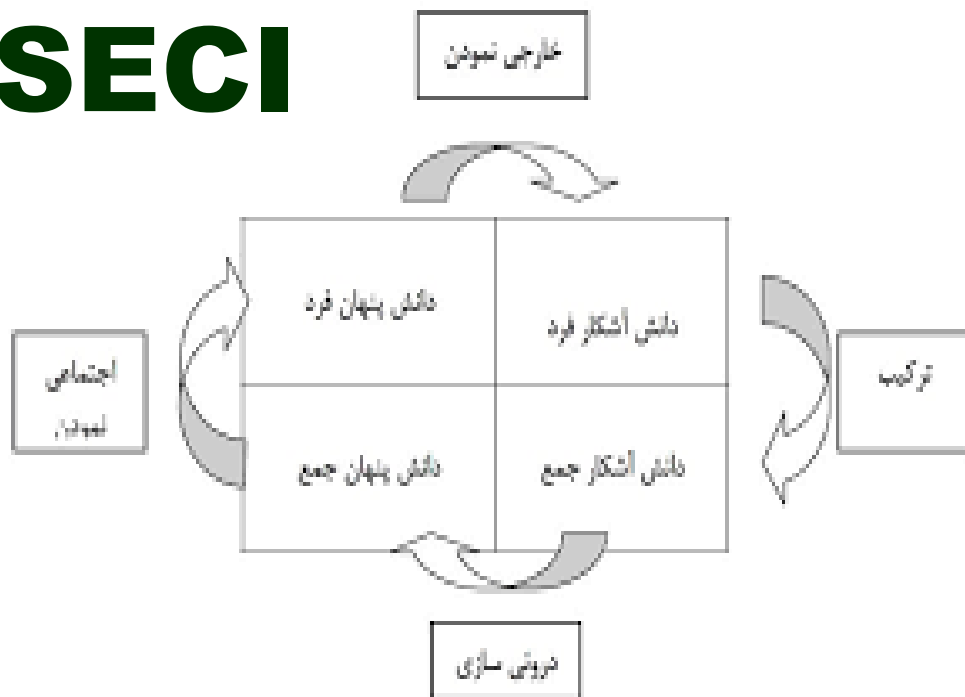 SECI
خارجی نمودن
دانش پنهان فرد
دانش آشکار فرد
اجتماعی
نمودن
ترکیب
دانش پنهان جمع
دانش آشکار جمع
درونی سازی